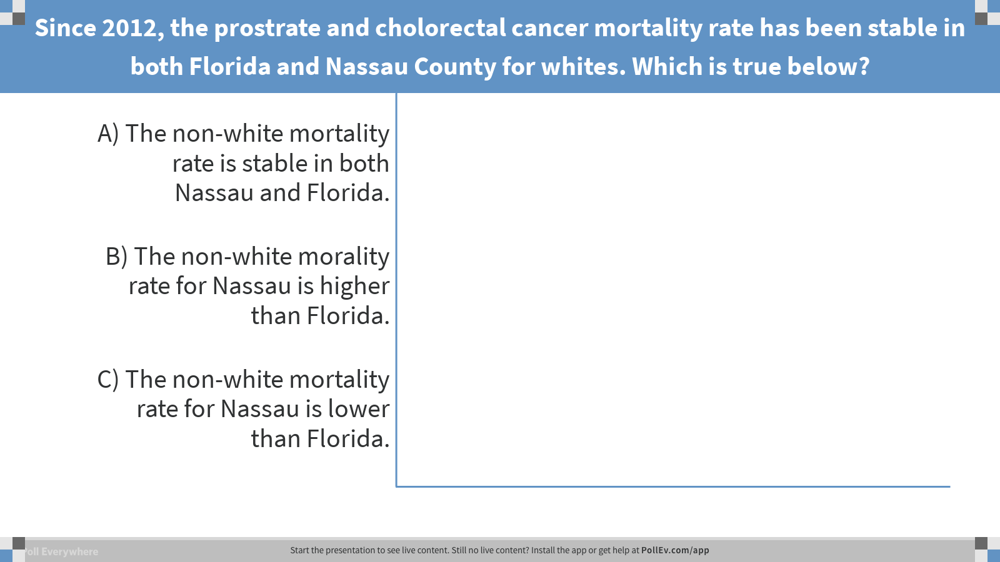 Since 2012, the prostrate and cholorectal cancer mortality rate has been stable in
both Florida and Nassau County for whites. Which is true below?
A) The non-white mortality
rate is stable in both
Nassau and Florida.
B) The non-white morality
rate for Nassau is higher
than Florida.
C) The non-white mortality
rate for Nassau is lower
than Florida.
Poll Everywhere
Start the presentation to see live content. Still no live content? Install the app or get help at PollEv.com/app